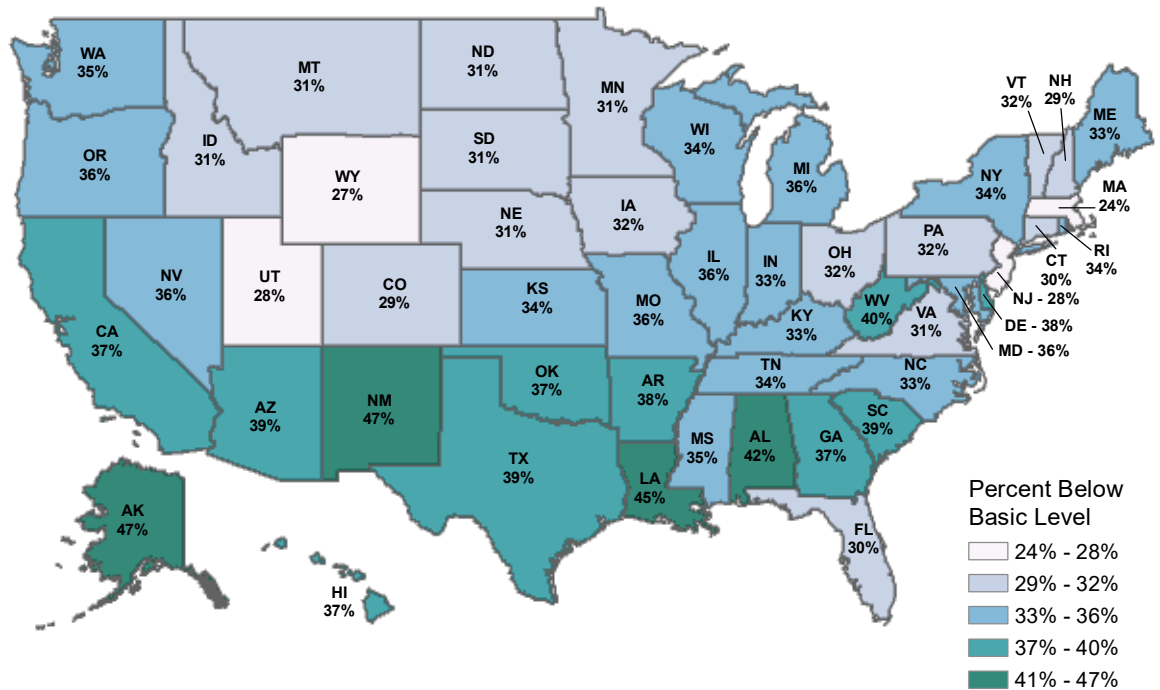 WA
35%
MT
31%
ND
31%
MN
31%
VT
32%
NH
29%
ME
33%
OR
36%
ID
31%
WY
27%
SD
31%
WI
34%
MI
36%
NY
34%
MA
24%
NE
31%
IA
32%
PA
32%
RI
34%
CT
30%
NV
36%
UT
28%
CO
29%
KS
34%
MO
36%
IL
36%
IN
33%
OH
32%
WV
40%
VA
31%
KY
33%
NJ - 28%
DE - 38%
MD - 36%
CA
37%
AZ
39%
NM
47%
OK
37%
AR
38%
TN
34%
NC
33%
SC
39%
TX
39%
LA
45%
MS
35%
AL
42%
GA
37%
FL
30%
AK
47%
HI
37%
Percent Below
Basic Level
24% - 28%
29% - 32%
33% - 36%
37% - 40%
41% - 47%